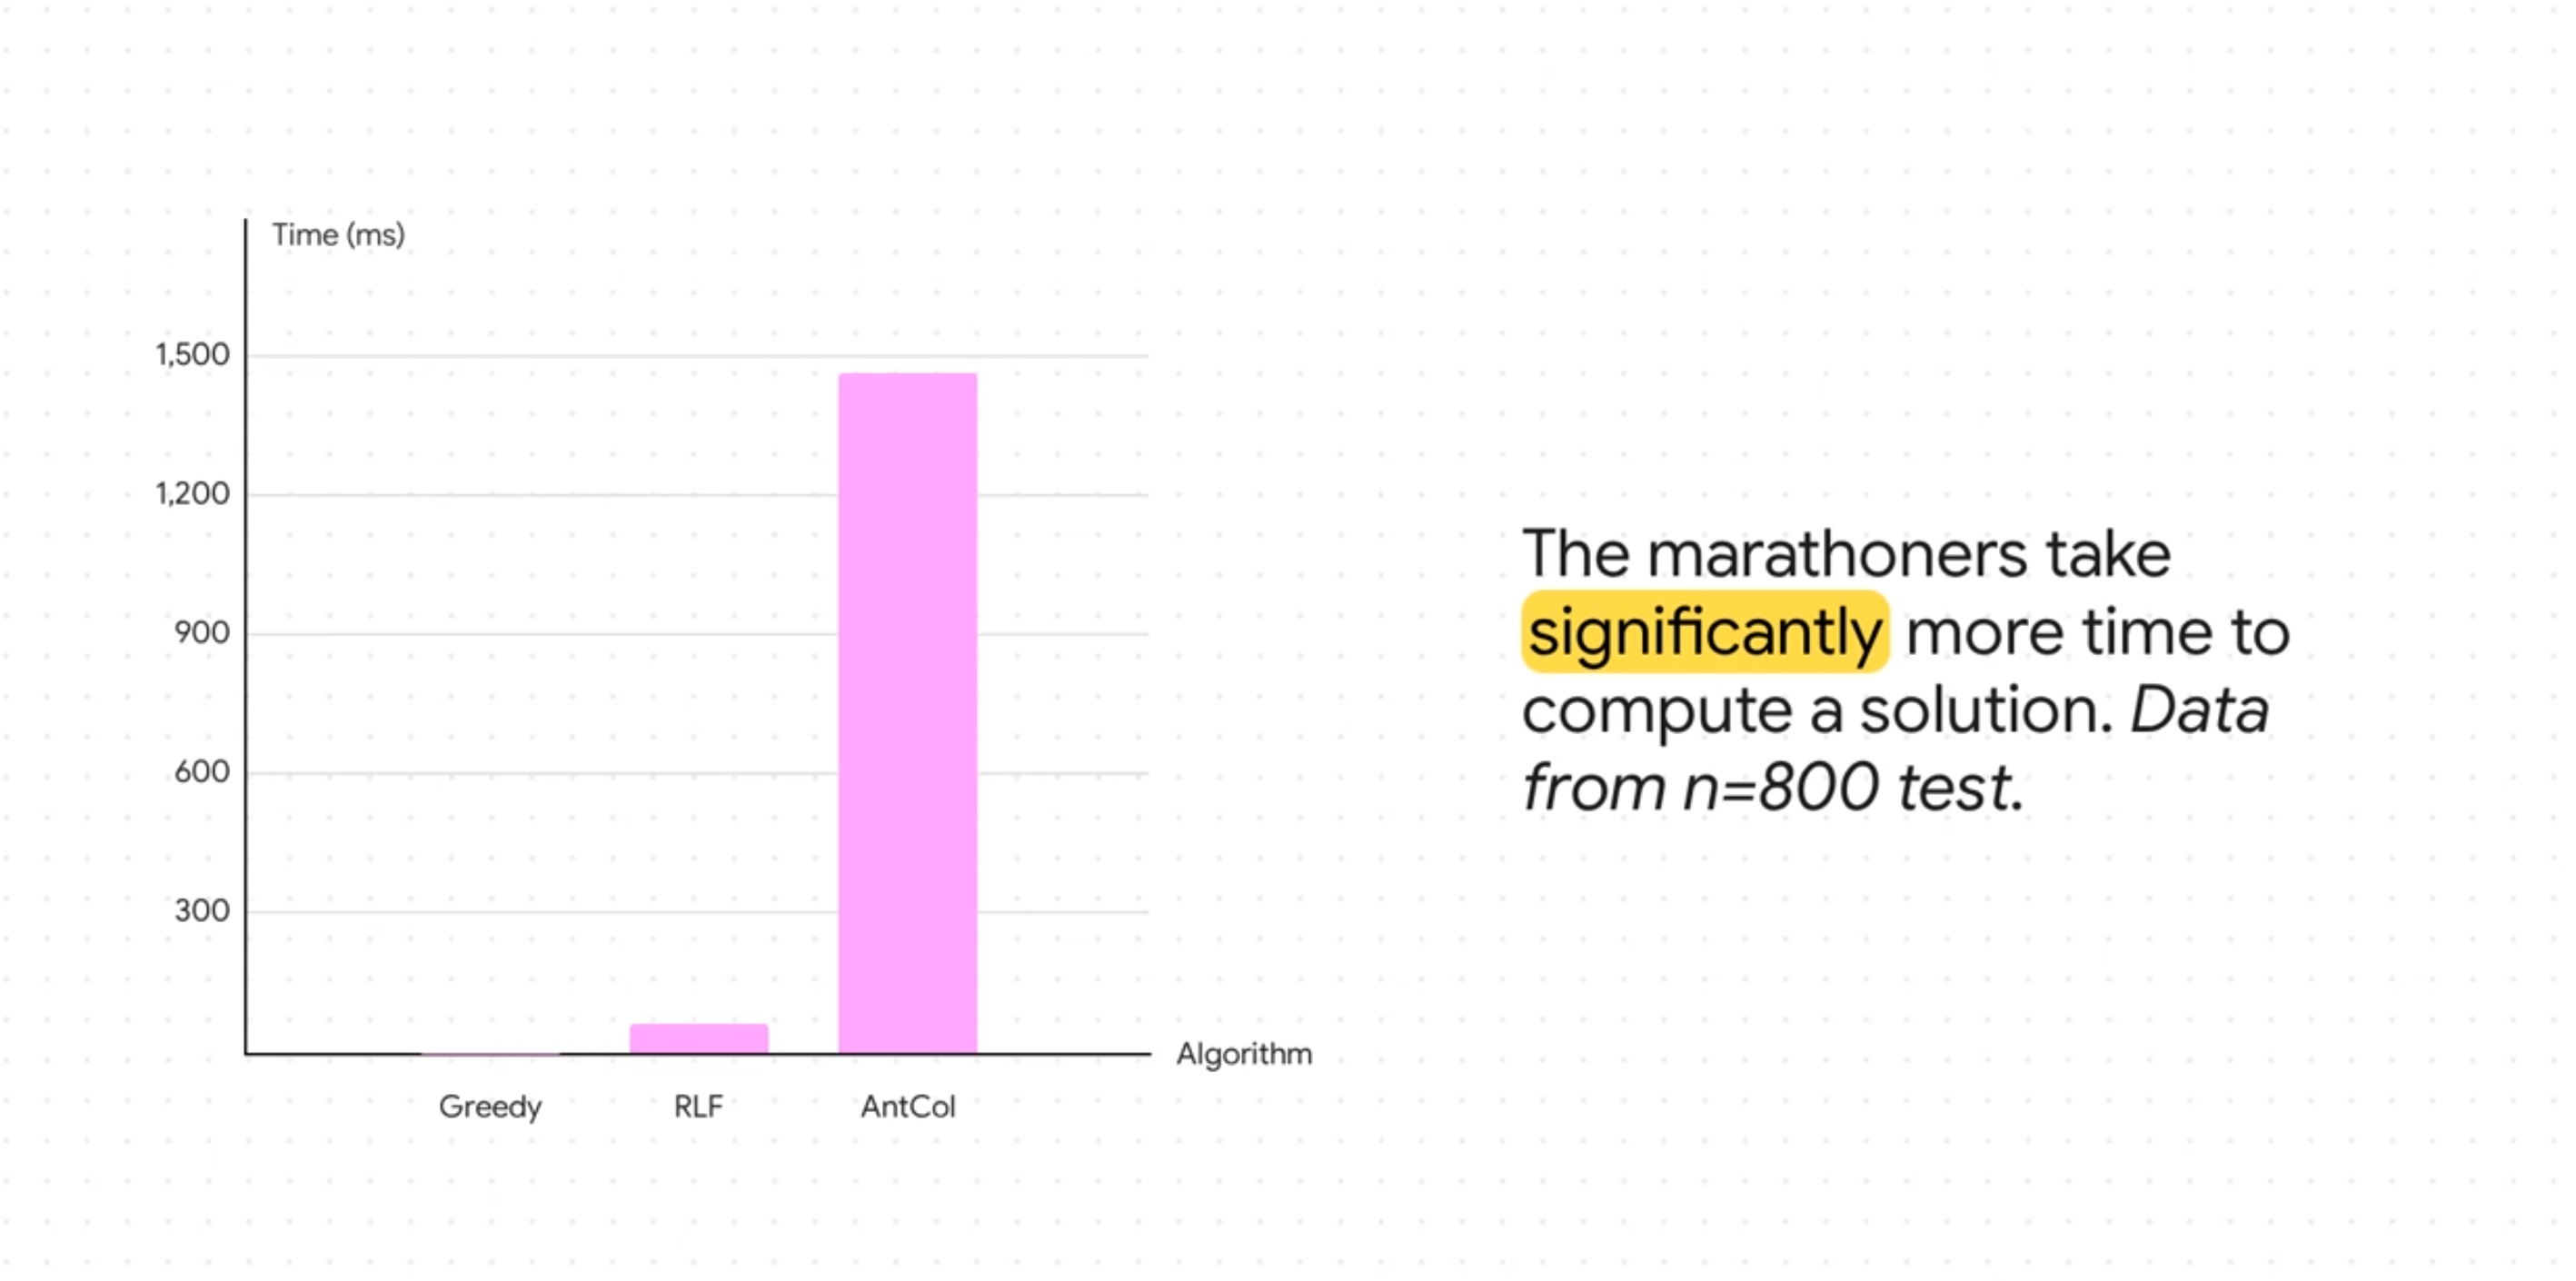 Time (ms)
1,500
1,200
900
600
300
Greedy
RLF
AntCol
Algorithm
The marathoners take
significantly more time to
compute a solution. Data
from n=800 test.